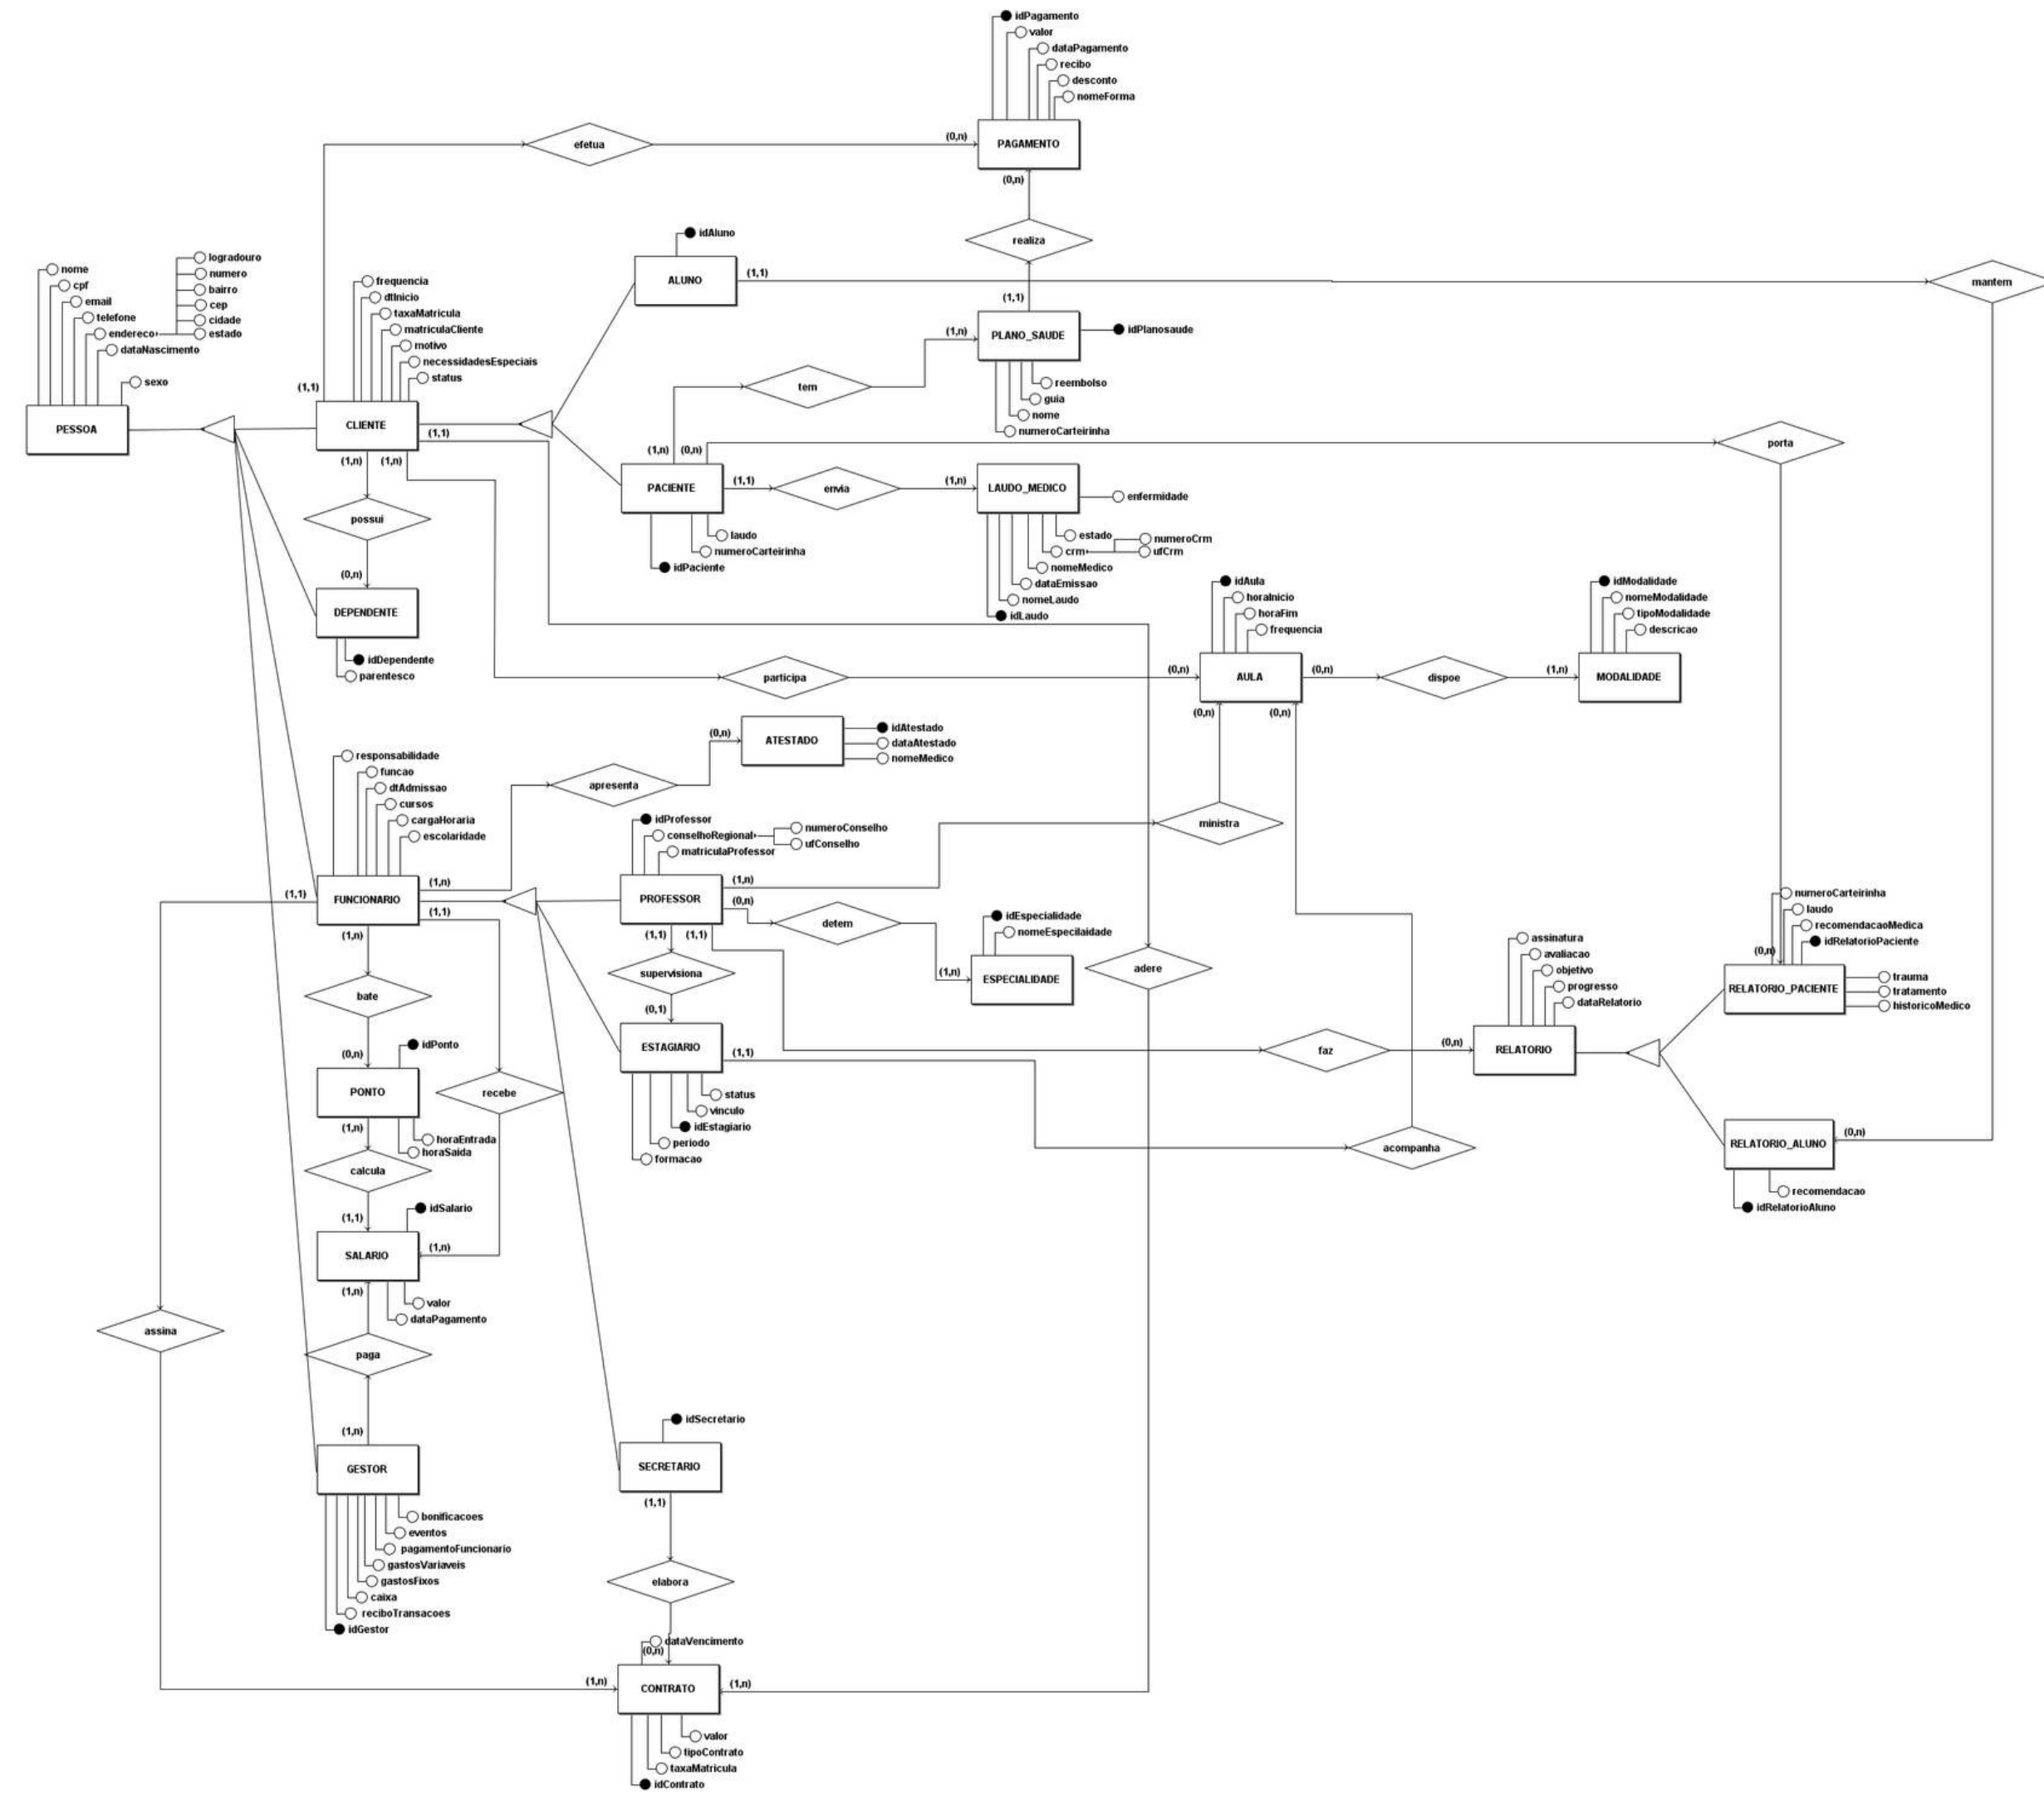 idPagamento
valor
dataPagamento
recibo
desconto
nomeForma
efetua
(0,n)
PAGAMENTO
(0,n)
realiza
idAluno
ALUNO
(1,1)
mantem
nome
cpf
email
telefone
endereco
dataNascimento
sexo
logradouro
numero
bairro
cep
cidade
estado
PESSOA
frequencia
dtInicio
taxaMatricula
matriculaCliente
motivo
necessidadesEspeciais
status
(1,1)
CLIENTE
(1,1)
(1,n)
(1,n)
(1,1)
(1,n)
PLANO_SAUDE
idPlanosaude
reembolso
guia
nome
numeroCarteirinha
tem
porta
(1,n)
(0,n)
PACIENTE
(1,1)
envia
(1,n)
LAUDO_MEDICO
enfermidade
laudo
numeroCarteirinha
idPaciente
estado
crm
numeroCrm
ufCrm
nomeMedico
dataEmissao
nomeLaudo
idLaudo
possui
(0,n)
DEPENDENTE
idDependente
parentesco
idAula
horaInicio
horaFim
frequencia
idModalidade
nomeModalidade
tipoModalidade
descricao
participa
(0,n)
AULA
(0,n)
dispoe
(1,n)
MODALIDADE
(0,n)
(0,n)
(0,n)
ATESTADO
idAtestado
dataAtestado
nomeMedico
apresenta
responsabilidade
funcao
dtAdmissao
cursos
cargaHoraria
escolaridade
idProfessor
conselhoRegional
numeroConselho
ufConselho
matriculaProfessor
ministra
(1,1)
FUNCIONARIO
(1,n)
(1,1)
(1,n)
PROFESSOR
(1,n)
(0,n)
(1,1)
(1,1)
detem
idEspecialidade
nomeEspecilaidade
(1,n)
ESPECIALIDADE
adere
supervisiona
(0,1)
ESTAGIARIO
(1,1)
status
vinculo
idEstagiario
periodo
formacao
faz
(0,n)
assinatura
avaliacao
objetivo
progresso
dataRelatorio
RELATORIO
numeroCarteirinha
laudo
recomendacaoMedica
idRelatorioPaciente
(0,n)
RELATORIO_PACIENTE
trauma
tratamento
historicoMedico
acompanha
RELATORIO_ALUNO
(0,n)
recomendacao
idRelatorioAluno
bate
(0,n)
idPonto
PONTO
horaEntrada
horaSaida
(1,n)
recebe
calcula
(1,1)
idSalario
SALARIO
(1,n)
(1,n)
valor
dataPagamento
assina
paga
(1,n)
GESTOR
bonificacoes
eventos
pagamentoFuncionario
gastosVariaveis
gastosFixos
caixa
reciboTransacoes
idGestor
idSecretario
SECRETARIO
(1,1)
elabora
dataVencimento
(0,n)
(1,n)
CONTRATO
(1,n)
valor
tipoContrato
taxaMatricula
idContrato